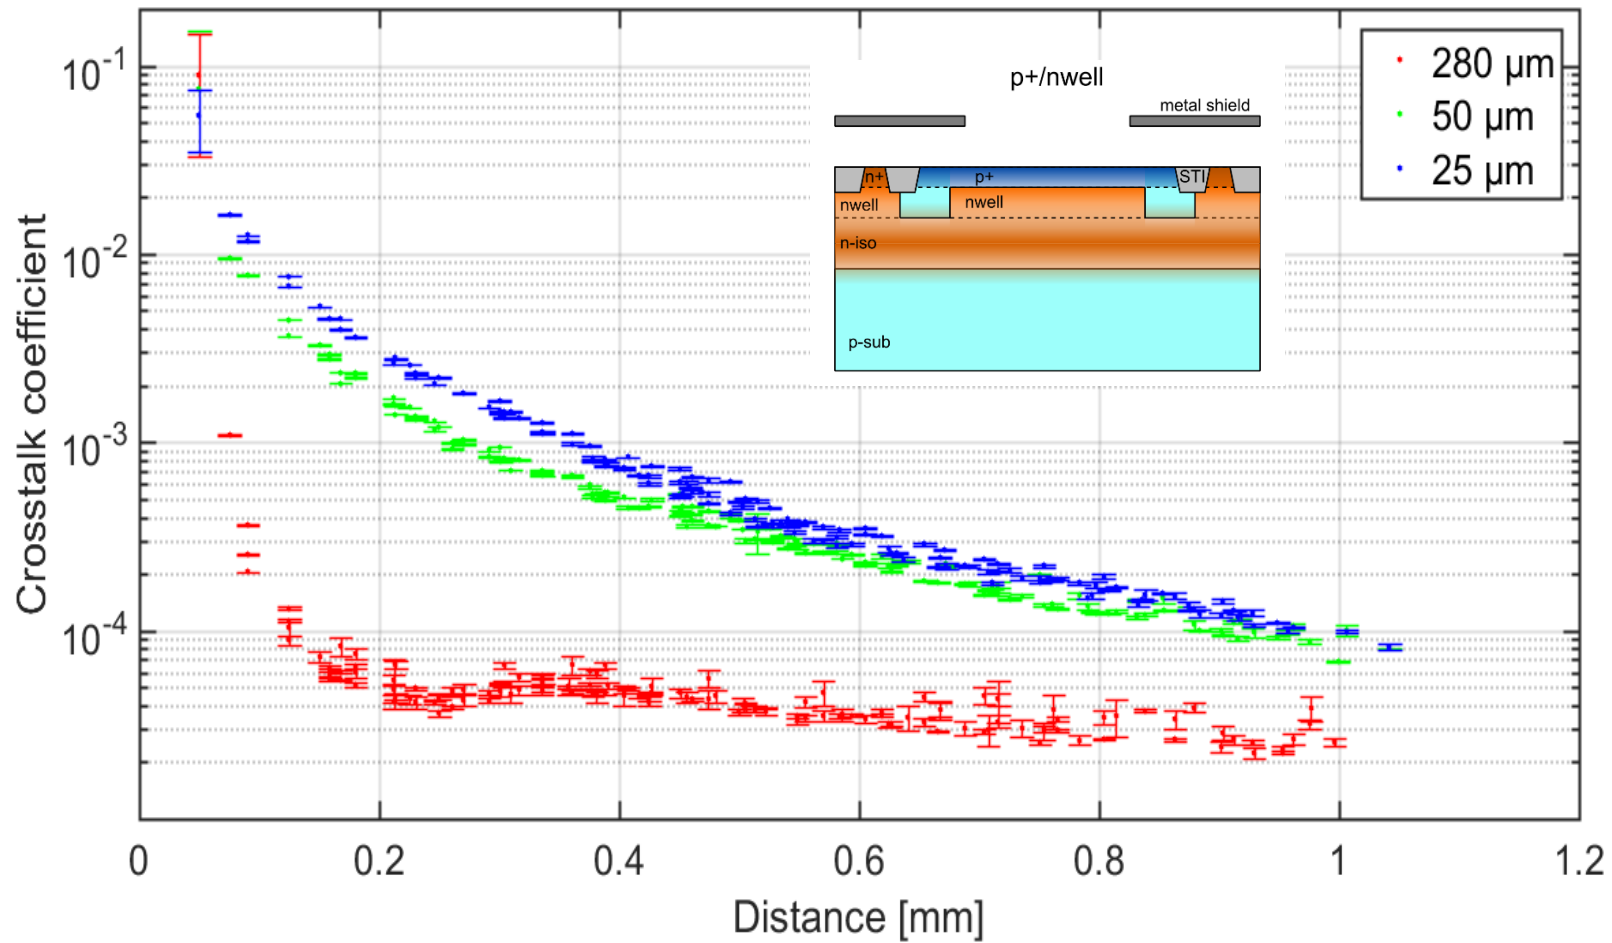 p+/nwell
metal shield
n+
p+
STI
nwell
nwell
n-iso
p-sub
280 µm
50 µm
25 µm
10⁻¹
10⁻²
10⁻³
10⁻⁴
Crosstalk coefficient
0
0.2
0.4
0.6
0.8
1
1.2
Distance [mm]